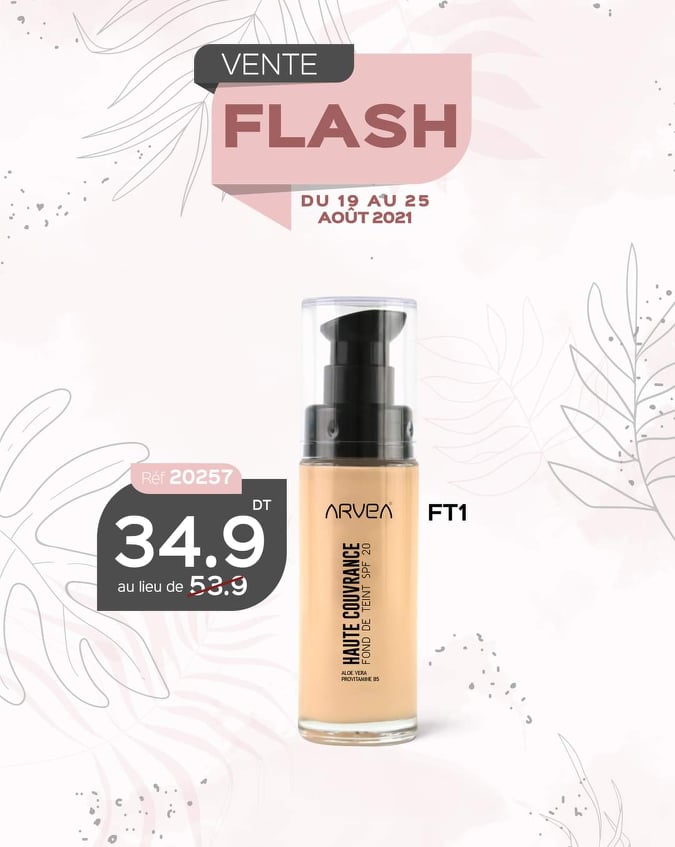 VENTE
FLASH
DU 19 AU 25
AOÛT 2021
Réf 20257
DT
34.9
au lieu de 53.9
ARVEA
FT1
HAUTE COUVRANCE
FOND DE TEINT SPF 20
ALOE VERA
PROVITAMINE B5